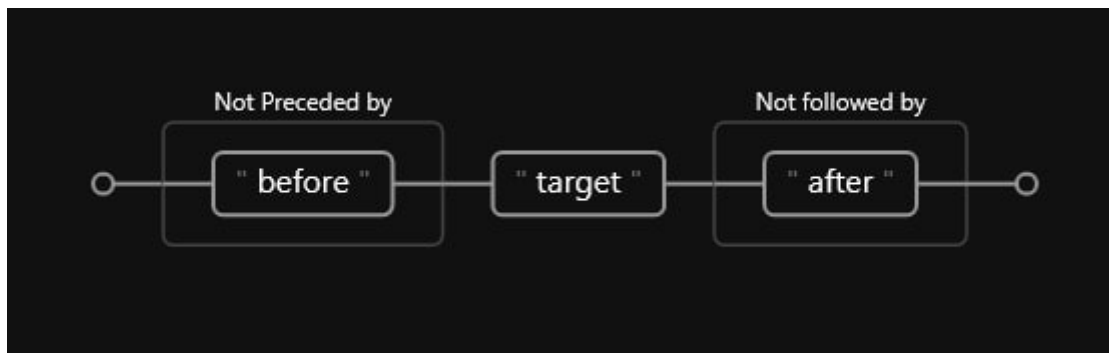 Not Preceded by
Not followed by
" before " " target " " after "